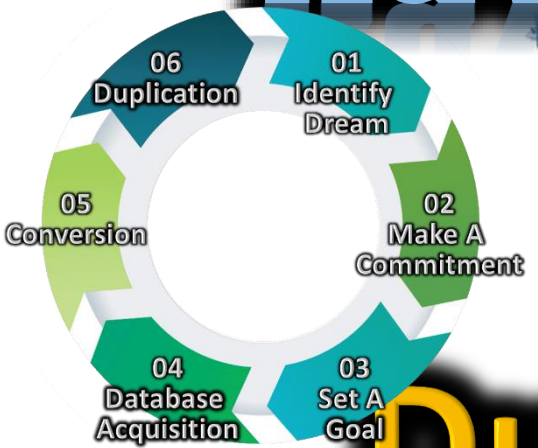 01
Identify
Dream
02
Make A
Commitment
03
Set A
Goal
04
Database
Acquisition
05
Conversion
06
Duplication